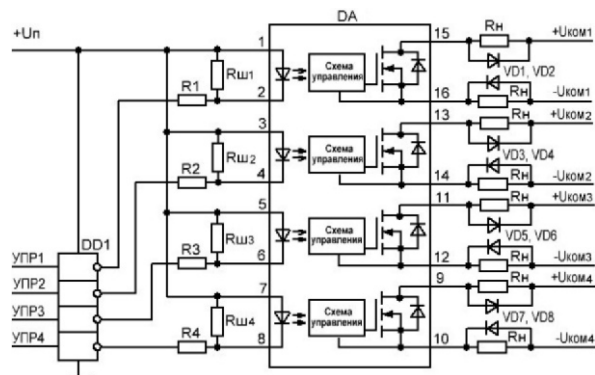 DA
+Uп
1
Rш1
R1
2
Схема
управления
15
Rн
+Uком1
VD1, VD2
16
Rн
-Uком1
3
Rш2
R2
4
Схема
управления
13
Rн
+Uком2
VD3, VD4
14
Rн
-Uком2
5
Rш3
R3
6
Схема
управления
11
Rн
+Uком3
VD5, VD6
12
Rн
-Uком3
DD1
УПР1
УПР2
УПР3
УПР4
7
Rш4
R4
8
Схема
управления
9
Rн
+Uком4
VD7, VD8
10
Rн
-Uком4